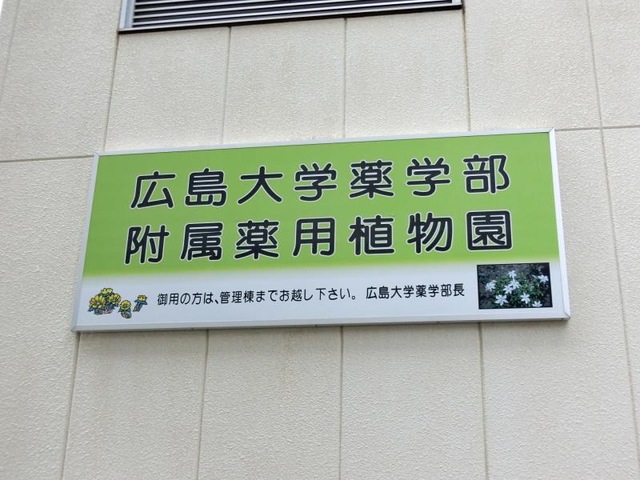 広島大学薬学部
附属薬用植物園
御用の方は、管理棟までお越し下さい。 広島大学薬学部長